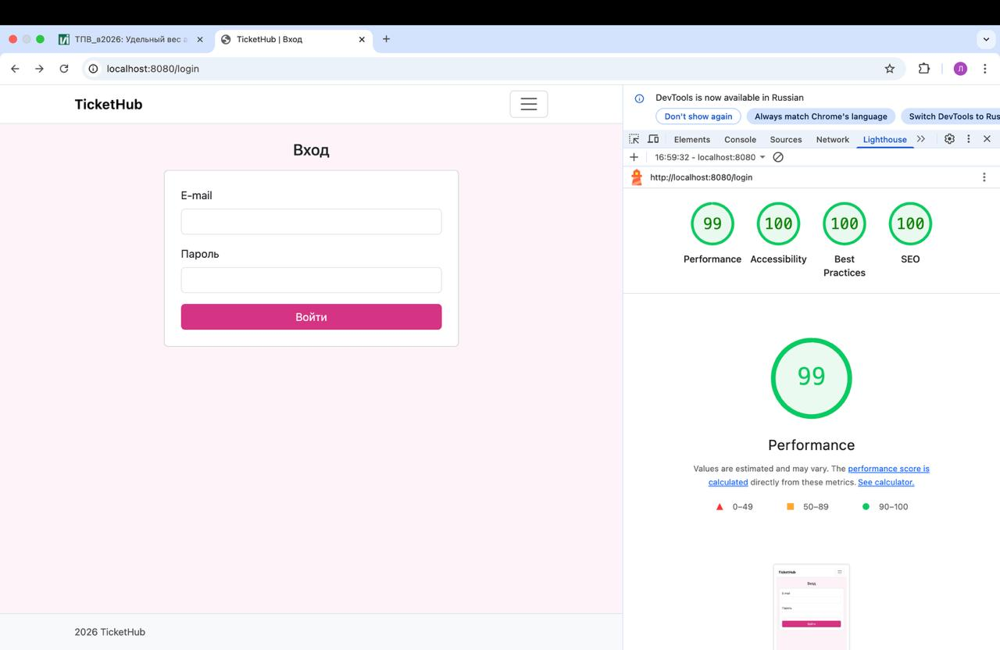 ТПВ_в2026: Удельный вес
TicketHub | Вход
localhost:8080/login
Л
TicketHub
Вход
E-mail
Пароль
Войти
2026 TicketHub
DevTools is now available in Russian
Don't show again
Always match Chrome's language
Switch DevTools to Rus
Elements
Console
Sources
Network
Lighthouse
16:59:32 - localhost:8080
http://localhost:8080/login
99
100
100
100
Performance
Accessibility
Best
Practices
SEO
99
Performance
Values are estimated and may vary. The performance score is
calculated directly from these metrics. See calculator.
0–49
50–89
90–100
TicketHub
Вход
E-mail
Пароль
Войти